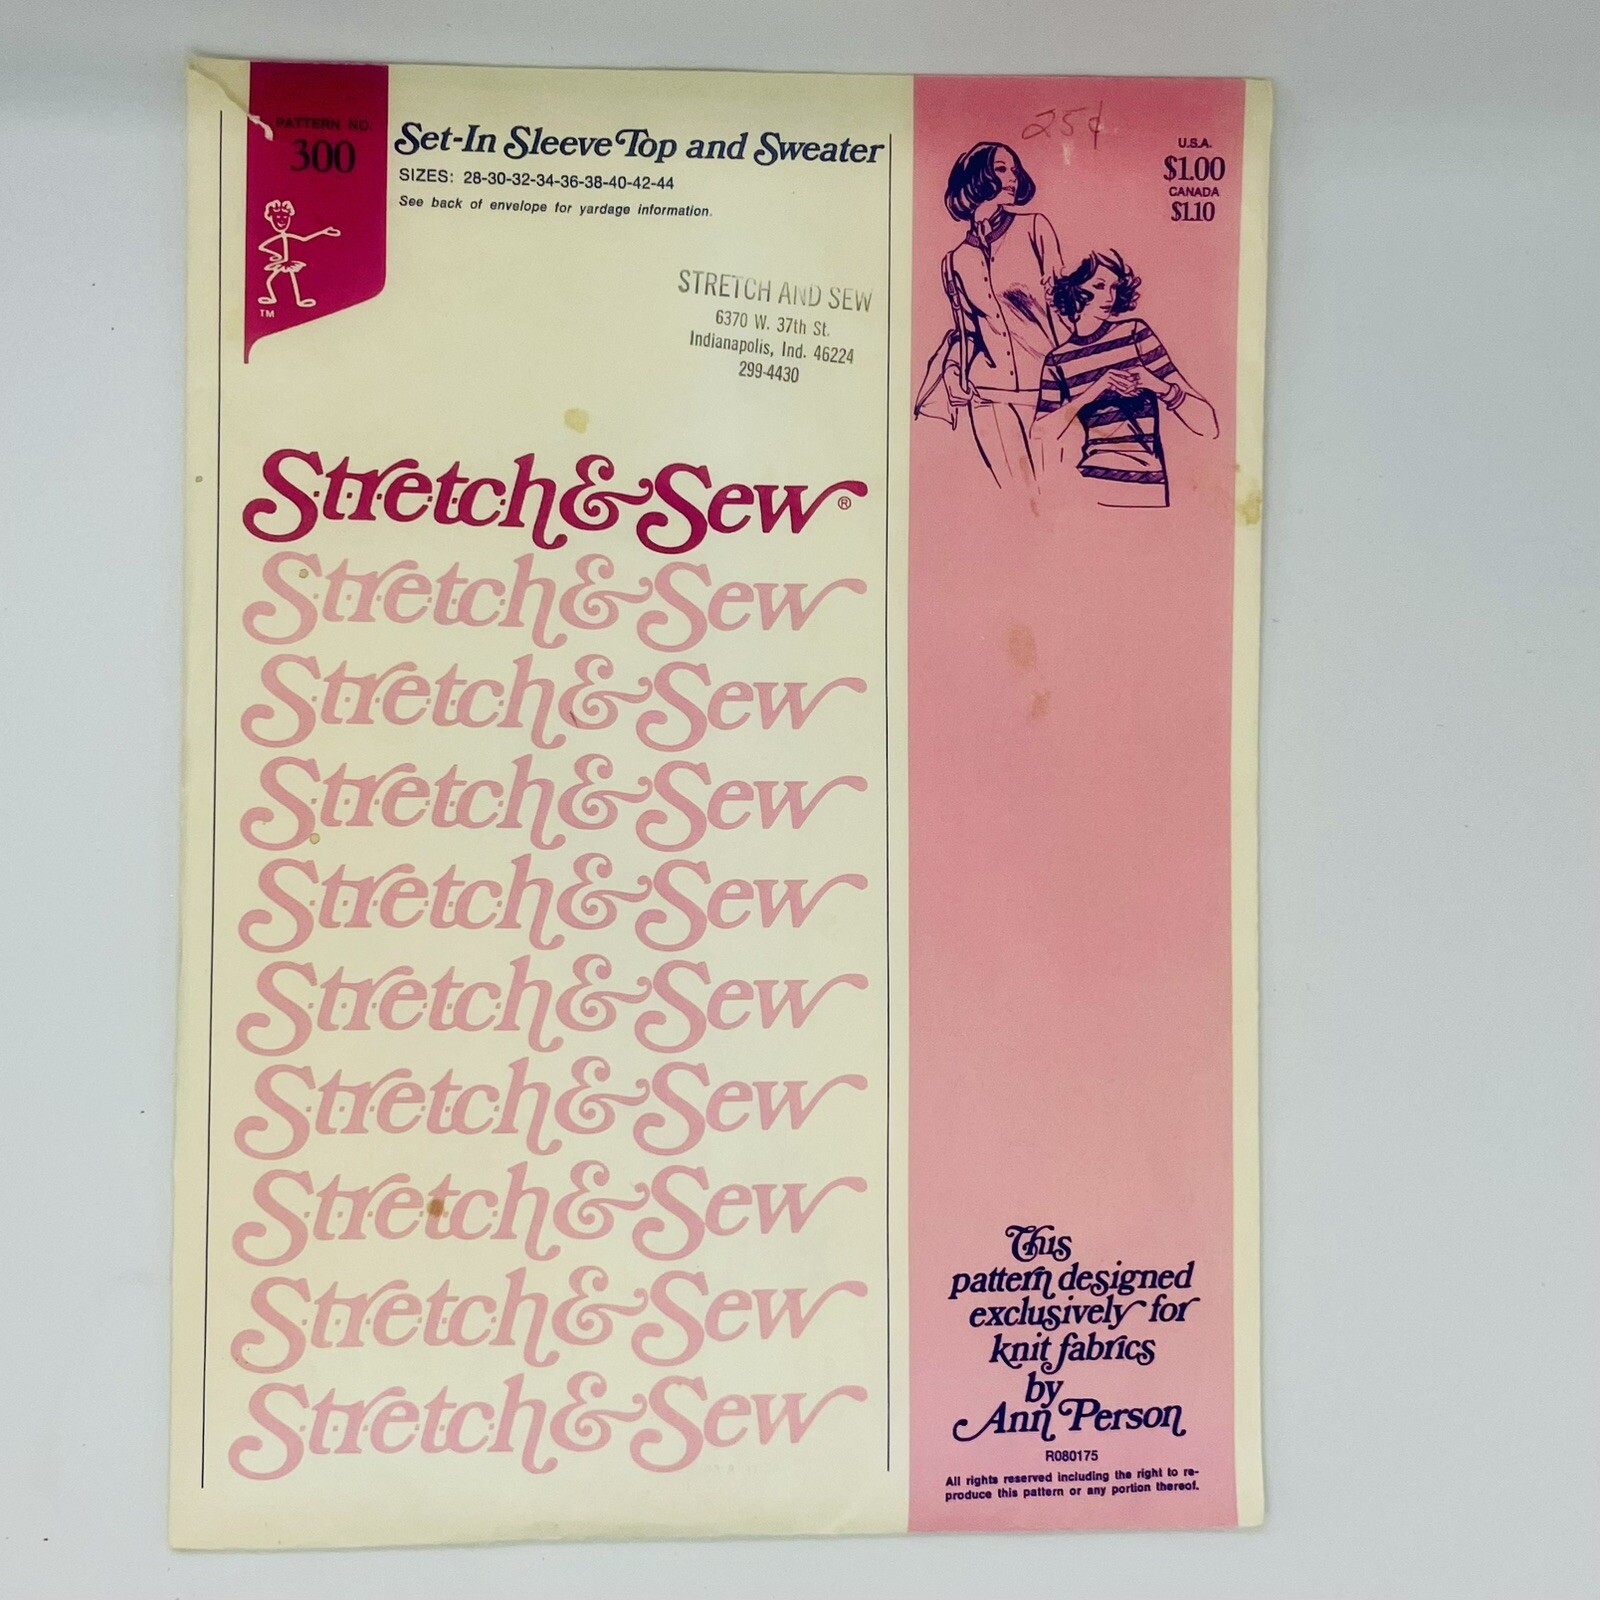 PATTERN NO.
300
TM
Set-In Sleeve Top and Sweater
SIZES: 28-30-32-34-36-38-40-42-44
See back of envelope for yardage information.
STRETCH AND SEW
6370 W. 37th St.
Indianapolis, Ind. 46224
299-4430
25¢
U.S.A.
$1.00
CANADA
$1.10
Stretch & Sew®
Stretch & Sew
Stretch & Sew
Stretch & Sew
Stretch & Sew
Stretch & Sew
Stretch & Sew
Stretch & Sew
Stretch & Sew
Stretch & Sew
This
pattern designed
exclusively for
knit fabrics
by
Ann Person
R080175
All rights reserved including the right to re-
produce this pattern or any portion thereof.